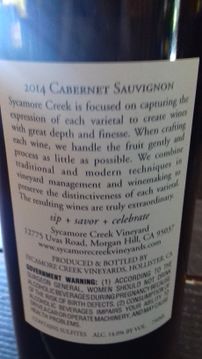 2014 CABERNET SAUVIGNON
Sycamore Creek is focused on capturing the
expression of each varietal to create wines
with great depth and finesse. When crafting
each wine, we handle the fruit gently and
process as little as possible. We combine
traditional and modern techniques in
vineyard management and winemaking to
preserve the distinctiveness of each varietal.
The resulting wines are truly extraordinary.
sip + savor + celebrate
Sycamore Creek Vineyard
12775 Uvas Road, Morgan Hill, CA 95037
www.sycamorecreekvineyards.com
PRODUCED & BOTTLED BY
SYCAMORE CREEK VINEYARDS, HOLLISTER, CA
GOVERNMENT WARNING: (1) ACCORDING TO THE
SURGEON GENERAL, WOMEN SHOULD NOT DRINK
ALCOHOLIC BEVERAGES DURING PREGNANCY BECAUSE
OF THE RISK OF BIRTH DEFECTS. (2) CONSUMPTION OF
ALCOHOLIC BEVERAGES IMPAIRS YOUR ABILITY TO
DRIVE A CAR OR OPERATE MACHINERY, AND MAY CAUSE
HEALTH PROBLEMS.
CONTAINS SULFITES ALC. 14.0% BY VOL. 750ML